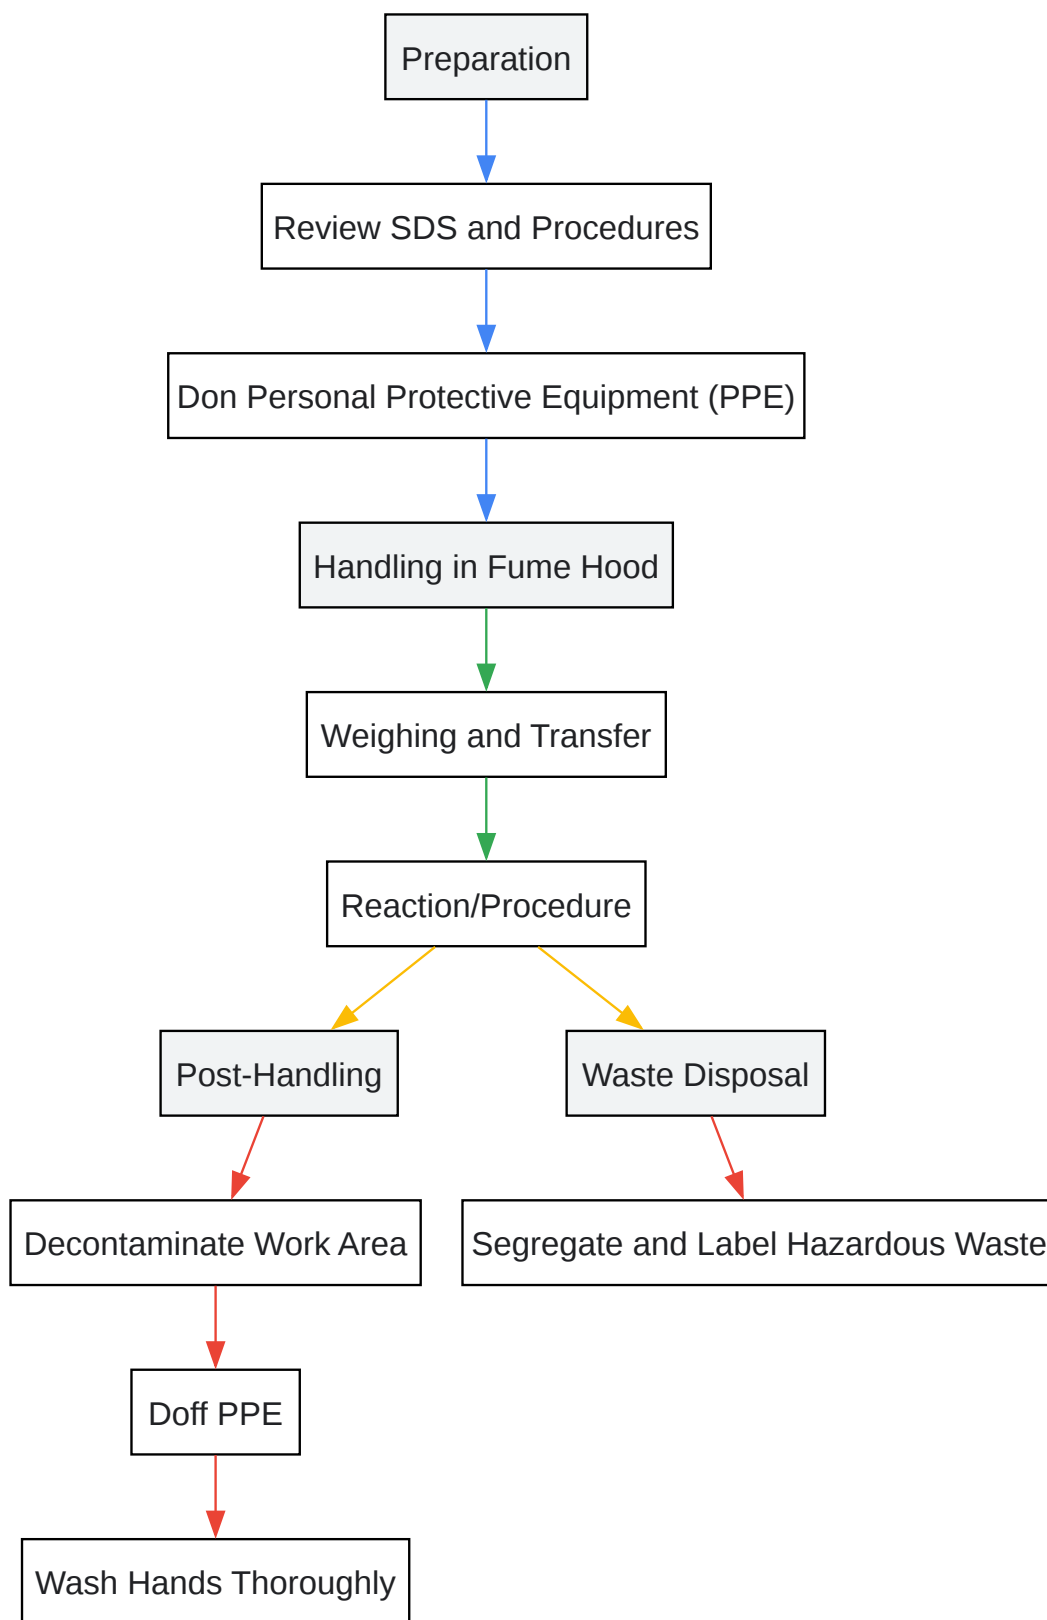 Preparation
Review SDS and Procedures
Don Personal Protective Equipment (PPE)
Handling in Fume Hood
Weighing and Transfer
Reaction/Procedure
Post-Handling
Waste Disposal
Decontaminate Work Area
Segregate and Label Hazardous Waste
Doff PPE
Wash Hands Thoroughly